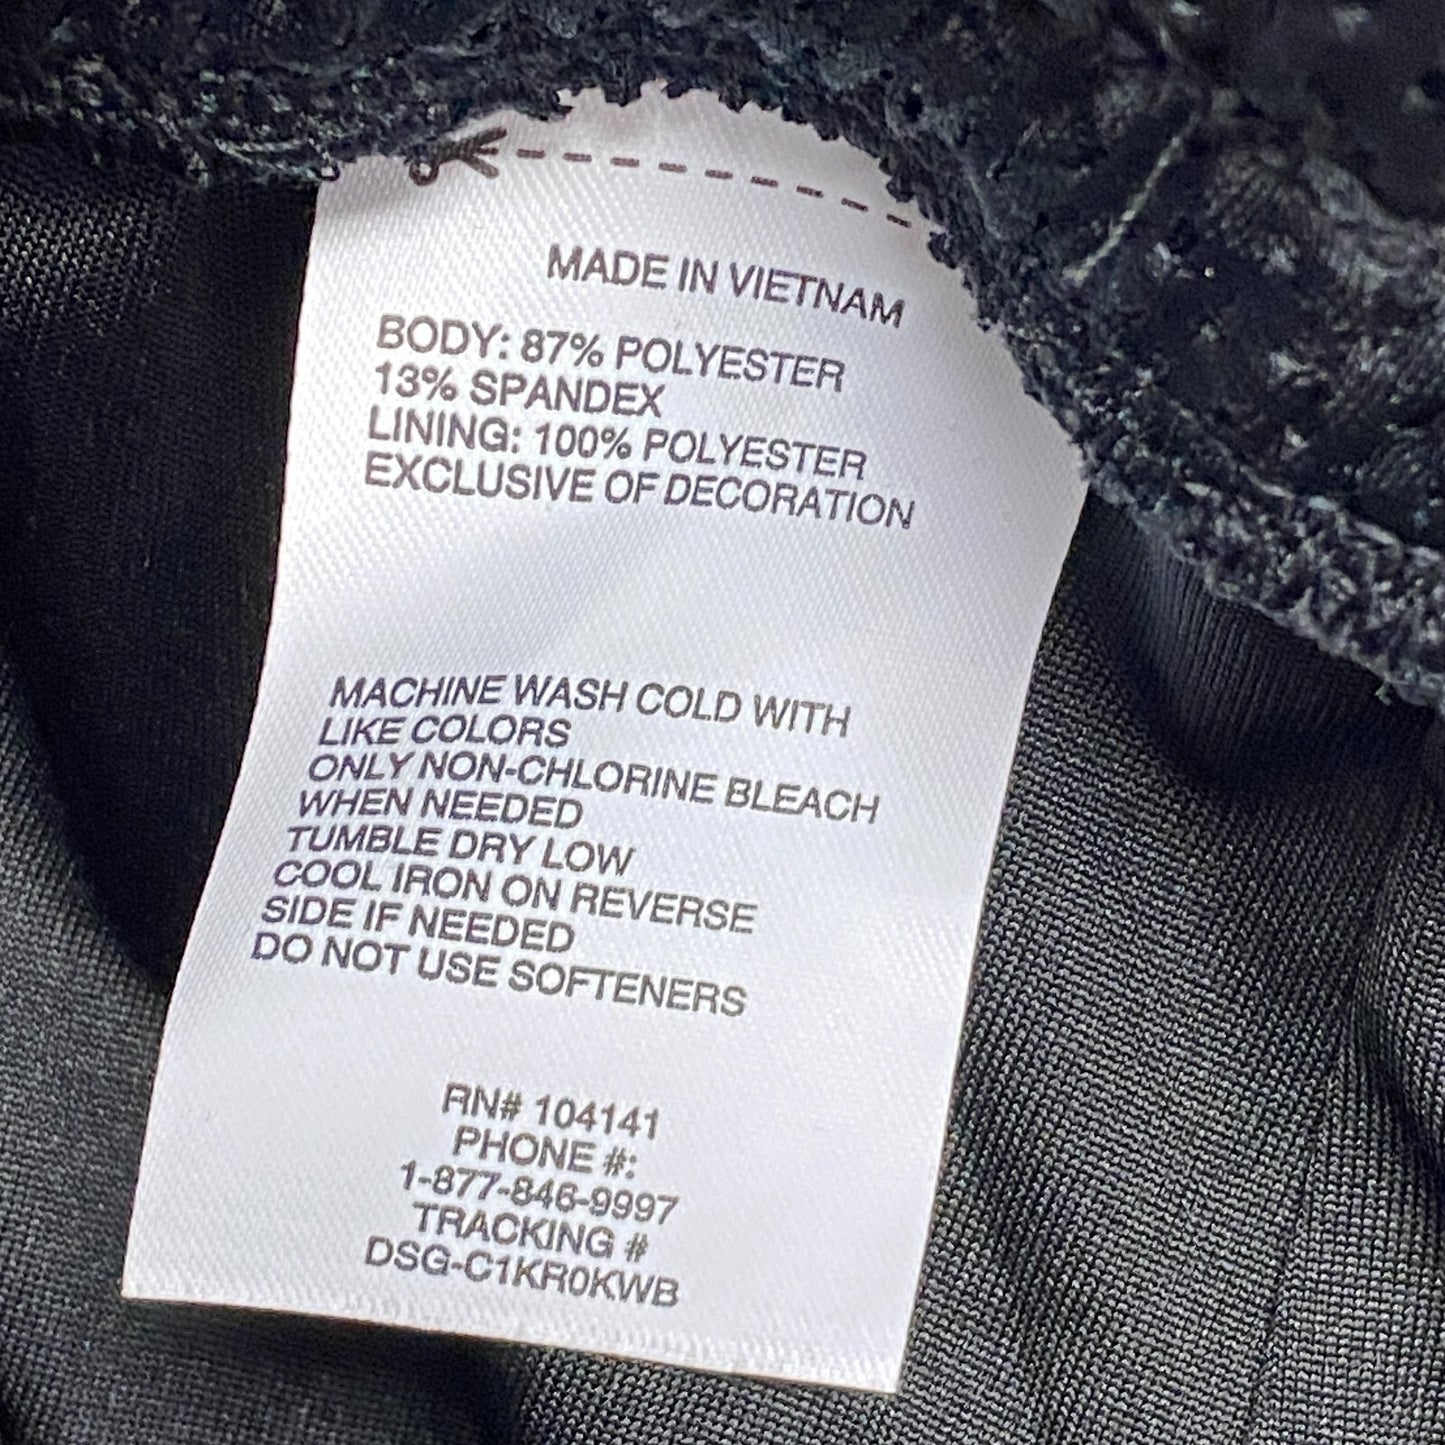 MADE IN VIETNAM
BODY: 87% POLYESTER
13% SPANDEX
LINING: 100% POLYESTER
EXCLUSIVE OF DECORATION
MACHINE WASH COLD WITH
LIKE COLORS
ONLY NON-CHLORINE BLEACH
WHEN NEEDED
TUMBLE DRY LOW
COOL IRON ON REVERSE
SIDE IF NEEDED
DO NOT USE SOFTENERS
RN# 104141
PHONE #:
1-877-846-9997
TRACKING #
DSG-C1KR0KWB